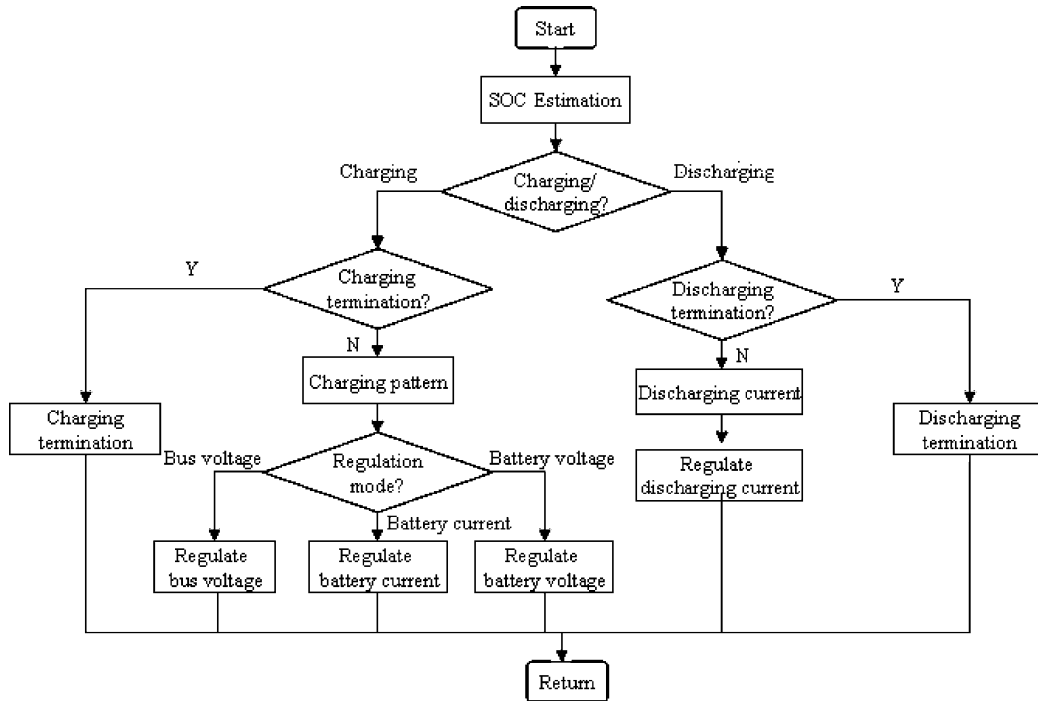 Start
SOC Estimation
Charging
Discharging
Charging/
discharging?
Y
Charging
termination?
Discharging
termination?
Y
N
N
Charging pattern
Discharging current
Charging
termination
Discharging
termination
Bus voltage
Regulation
mode?
Battery voltage
Regulate
discharging current
Battery current
Regulate
bus voltage
Regulate
battery current
Regulate
battery voltage
Return